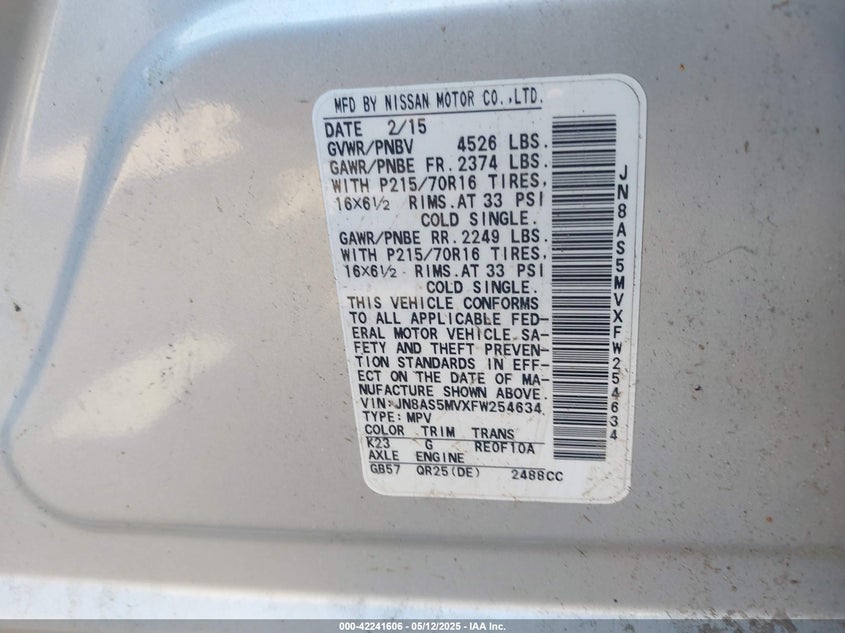 MFD BY NISSAN MOTOR CO.,LTD.
DATE 2/15
GVWR/PNBV 4526 LBS.
GAWR/PNBE FR. 2374 LBS.
WITH P215/70R16 TIRES,
16X6½ RIMS.AT 33 PSI
COLD SINGLE.
GAWR/PNBE RR. 2249 LBS.
WITH P215/70R16 TIRES,
16X6½ RIMS.AT 33 PSI
COLD SINGLE.
THIS VEHICLE CONFORMS
TO ALL APPLICABLE FED-
ERAL MOTOR VEHICLE SA-
FETY AND THEFT PREVEN-
TION STANDARDS IN EFF-
ECT ON THE DATE OF MA-
NUFACTURE SHOWN ABOVE.
VIN:JN8AS5MVXFW254634
TYPE: MPV
COLOR TRIM TRANS
K23 G RE0F10A
AXLE ENGINE
GB57 QR25(DE) 2488CC
JN8AS5MVXFW254634
000-42241606 - 05/12/2025 - IAA Inc.